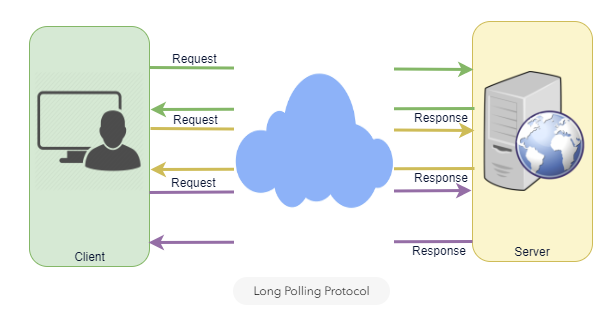 Request
Response
Request
Response
Request
Response
Client
Server
Long Polling Protocol